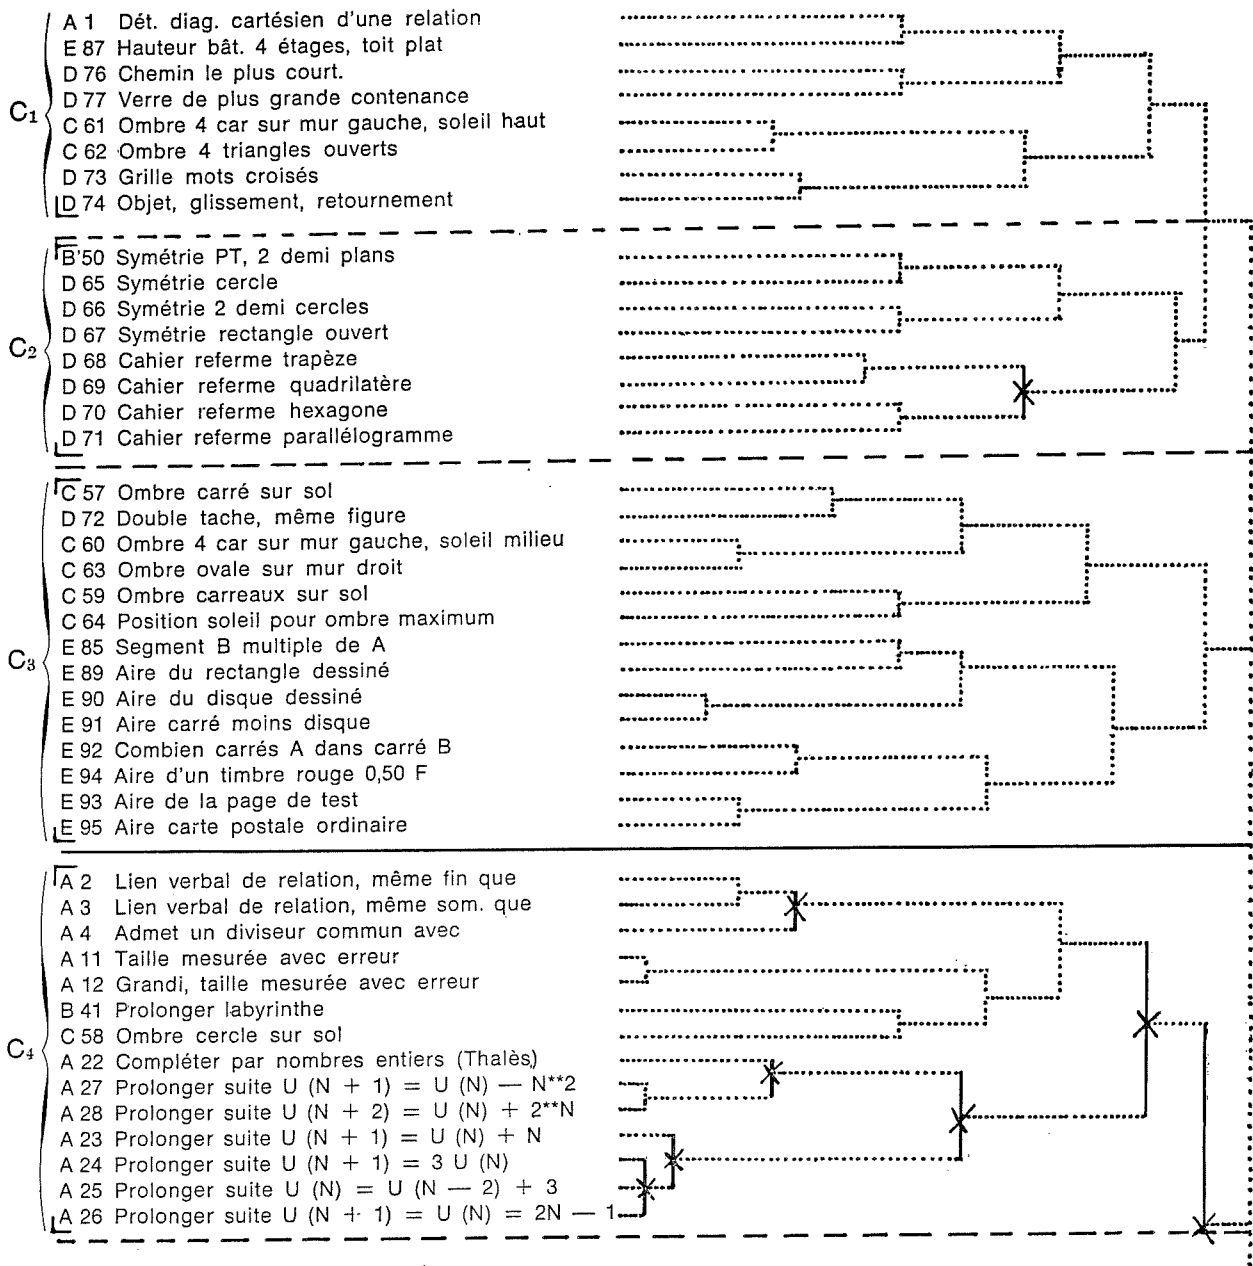 C1
A 1 Dét. diag. cartésien d'une relation
E 87 Hauteur bât. 4 étages, toit plat
D 76 Chemin le plus court.
D 77 Verre de plus grande contenance
C 61 Ombre 4 car sur mur gauche, soleil haut
C 62 Ombre 4 triangles ouverts
D 73 Grille mots croisés
D 74 Objet, glissement, retournement
C2
B'50 Symétrie PT, 2 demi plans
D 65 Symétrie cercle
D 66 Symétrie 2 demi cercles
D 67 Symétrie rectangle ouvert
D 68 Cahier referme trapèze
D 69 Cahier referme quadrilatère
D 70 Cahier referme hexagone
D 71 Cahier referme parallélogramme
C3
C 57 Ombre carré sur sol
D 72 Double tache, même figure
C 60 Ombre 4 car sur mur gauche, soleil milieu
C 63 Ombre ovale sur mur droit
C 59 Ombre carreaux sur sol
C 64 Position soleil pour ombre maximum
E 85 Segment B multiple de A
E 89 Aire du rectangle dessiné
E 90 Aire du disque dessiné
E 91 Aire carré moins disque
E 92 Combien carrés A dans carré B
E 94 Aire d'un timbre rouge 0,50 F
E 93 Aire de la page de test
E 95 Aire carte postale ordinaire
C4
A 2 Lien verbal de relation, même fin que
A 3 Lien verbal de relation, même som. que
A 4 Admet un diviseur commun avec
A 11 Taille mesurée avec erreur
A 12 Grandi, taille mesurée avec erreur
B 41 Prolonger labyrinthe
C 58 Ombre cercle sur sol
A 22 Compléter par nombres entiers (Thalès)
A 27 Prolonger suite U (N + 1) = U (N) — N**2
A 28 Prolonger suite U (N + 2) = U (N) + 2**N
A 23 Prolonger suite U (N + 1) = U (N) + N
A 24 Prolonger suite U (N + 1) = 3 U (N)
A 25 Prolonger suite U (N) = U (N — 2) + 3
A 26 Prolonger suite U (N + 1) = U (N) = 2N — 1